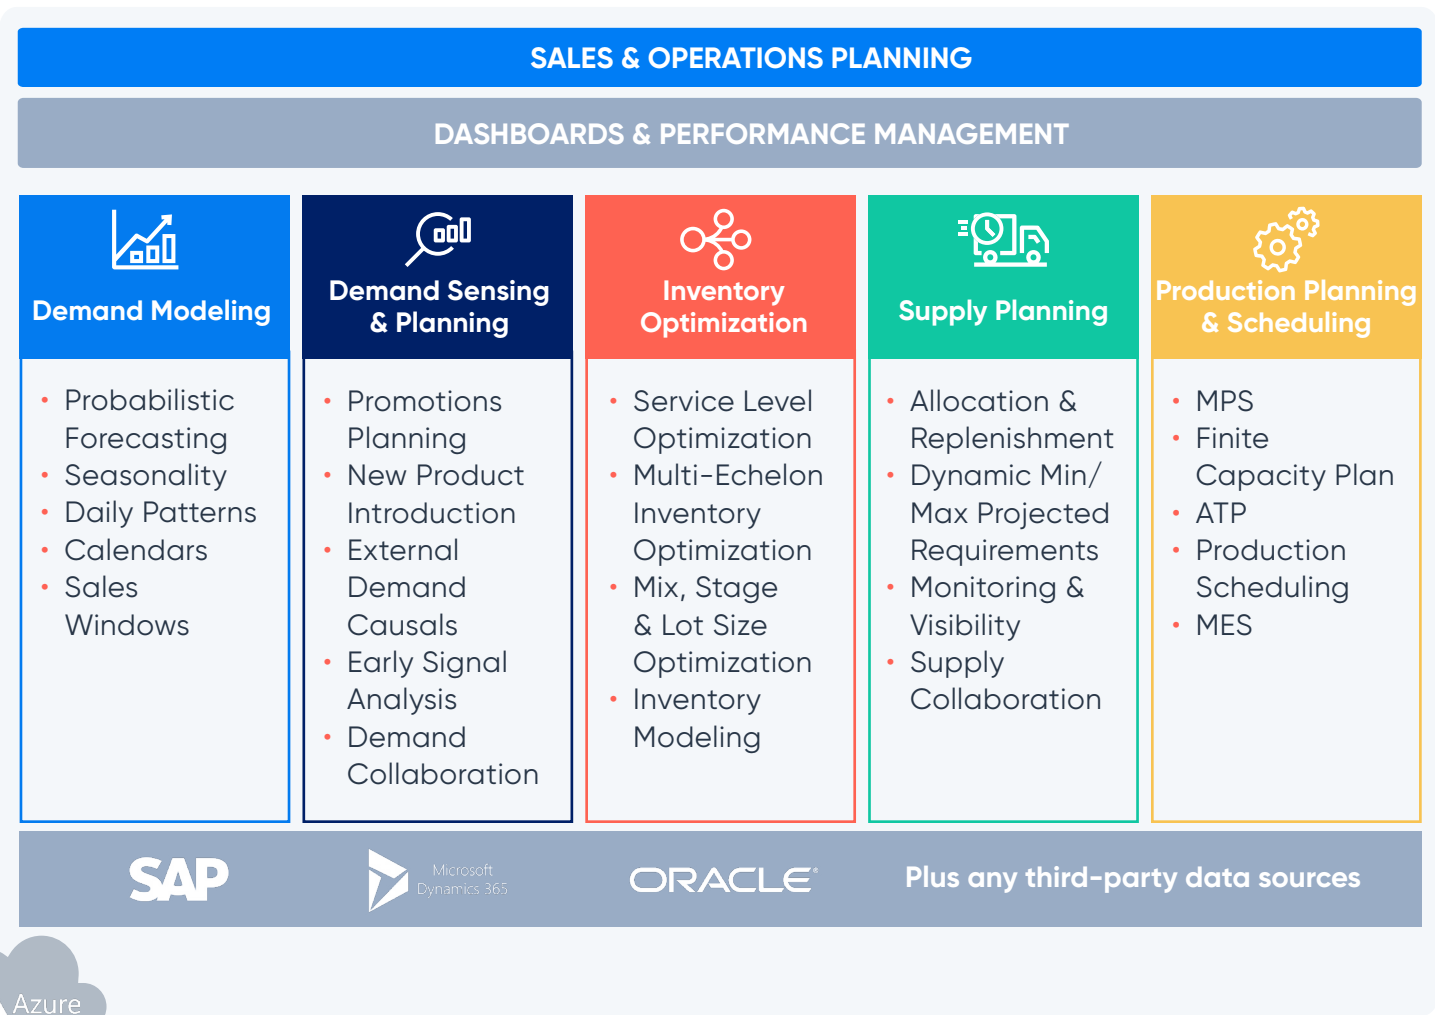 SALES & OPERATIONS PLANNING
DASHBOARDS & PERFORMANCE MANAGEMENT
Demand Modeling
• Probabilistic
Forecasting
• Seasonality
• Daily Patterns
• Calendars
• Sales
Windows
Demand Sensing
& Planning
• Promotions
Planning
• New Product
Introduction
• External
Demand
Causals
• Early Signal
Analysis
• Demand
Collaboration
Inventory
Optimization
• Service Level
Optimization
• Multi-Echelon
Inventory
Optimization
• Mix, Stage
& Lot Size
Optimization
• Inventory
Modeling
Supply Planning
• Allocation &
Replenishment
• Dynamic Min/
Max Projected
Requirements
• Monitoring &
Visibility
• Supply
Collaboration
Production Planning
& Scheduling
• MPS
• Finite
Capacity Plan
• ATP
• Production
Scheduling
• MES
SAP
Microsoft
Dynamics 365
ORACLE®
Plus any third-party data sources
Azure